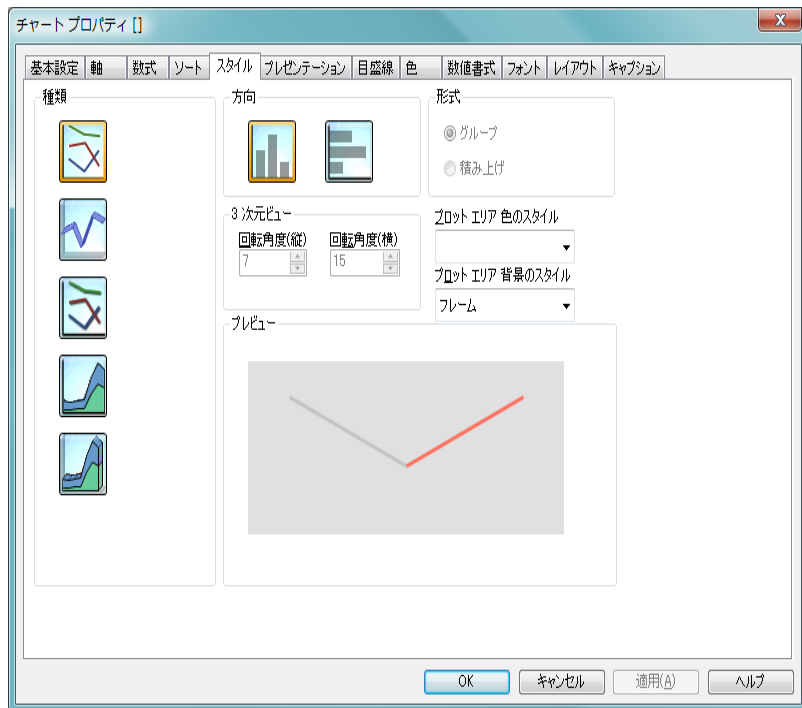 チャート プロパティ []
基本設定 軸 数式 ソート スタイル プレゼンテーション 目盛線 色 数値書式 フォント レイアウト キャプション
種類
方向
形式
グループ
積み上げ
3 次元ビュー
回転角度(縦) 回転角度(横)
7 15
プロット エリア 色のスタイル
プロット エリア 背景のスタイル
フレーム
プレビュー
OK キャンセル 適用(A) ヘルプ